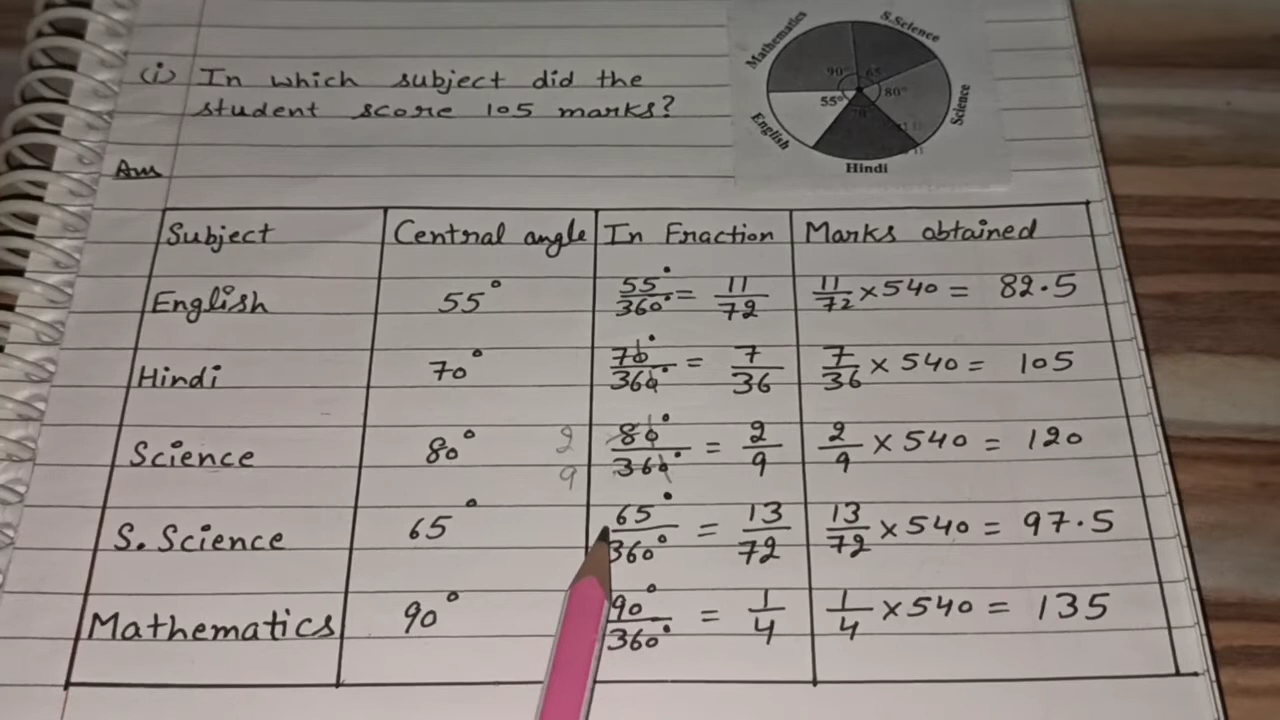 (i) In which subject did the
student score 105 marks?
Mathematics
S.Science
90° 65
80°
55°
70°
English
Science
Hindi
Ans
Subject Central angle In Fraction Marks obtained
English 55° 55°/360° = 11/72 11/72 × 540 = 82.5
Hindi 70° 70°/360° = 7/36 7/36 × 540 = 105
Science 80° 2/9 80°/360° = 2/9 2/9 × 540 = 120
S. Science 65° 65°/360° = 13/72 13/72 × 540 = 97.5
Mathematics 90° 90°/360° = 1/4 1/4 × 540 = 135